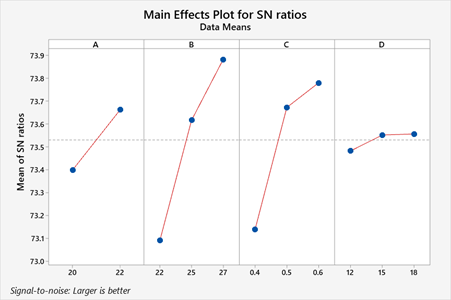 Main Effects Plot for SN ratios
Data Means
A B C D
Mean of SN ratios
73.9
73.8
73.7
73.6
73.5
73.4
73.3
73.2
73.1
73.0
20 22 22 25 27 0.4 0.5 0.6 12 15 18
Signal-to-noise: Larger is better